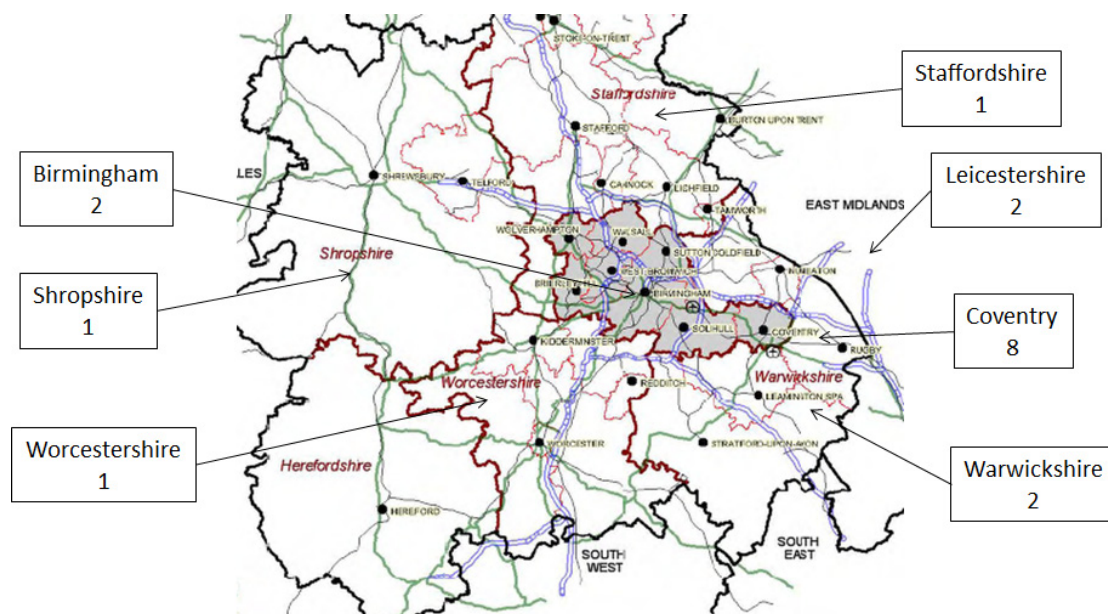 STOKE-ON-TRENT
Staffordshire
1
Staffordshire
BURTON UPON TRENT
STAFFORD
Birmingham
2
LES
SHREWSBURY
TELFORD
CANNOCK
LICHFIELD
Leicestershire
2
TAMWORTH
EAST MIDLANDS
WOLVERHAMPTON
WALSALL
SUTTON COLDFIELD
Shropshire
WEST BROMWICH
NUNEATON
Shropshire
1
BIRMINGHAM
Coventry
8
SOLIHULL
COVENTRY
RUGBY
KIDDERMINSTER
Worcestershire
Warwickshire
REDDITCH
LEAMINGTON SPA
Worcestershire
1
WORCESTER
STRATFORD-UPON-AVON
Herefordshire
Warwickshire
2
HEREFORD
SOUTH
WEST
SOUTH
EAST